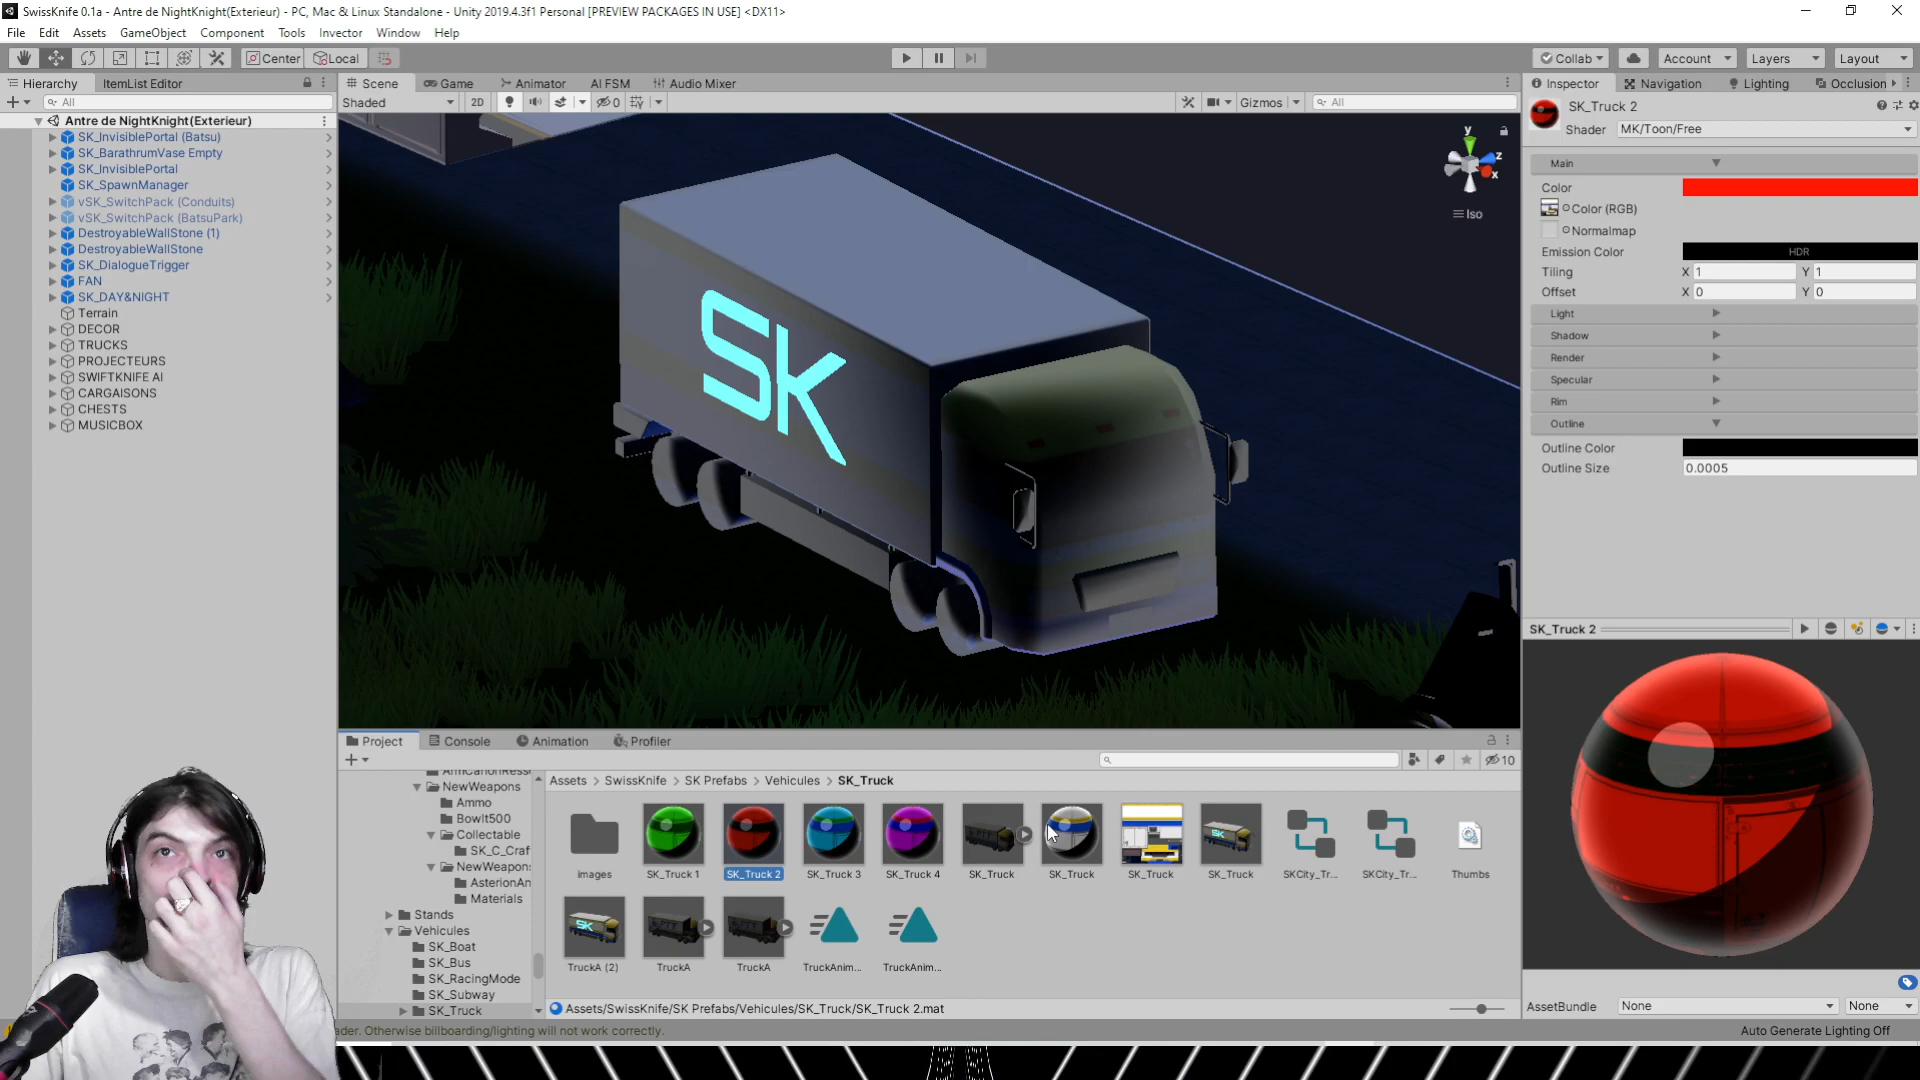 SwissKnife 0.1a - Antre de NightKnight(Exterieur) - PC, Mac & Linux Standalone - Unity 2019.4.3f1 Personal [PREVIEW PACKAGES IN USE] <DX11>
File Edit Assets GameObject Component Tools Invector Window Help
Center Local Collab Account Layers Layout
Hierarchy ItemList Editor Scene Game Animator AI FSM Audio Mixer Inspector Navigation Lighting Occlusion
All Shaded 2D 0 Gizmos All
SK_Truck 2
Shader MK/Toon/Free
Antre de NightKnight(Exterieur)
SK_InvisiblePortal (Batsu)
SK_BarathrumVase Empty
SK_InvisiblePortal
SK_SpawnManager
vSK_SwitchPack (Conduits)
vSK_SwitchPack (BatsuPark)
DestroyableWallStone (1)
DestroyableWallStone
SK_DialogueTrigger
FAN
SK_DAY&NIGHT
Terrain
DECOR
TRUCKS
PROJECTEURS
SWIFTKNIFE AI
CARGAISONS
CHESTS
MUSICBOX
y
z
x
Iso
SK
Main
Color
Color (RGB)
Normalmap
Emission Color HDR
Tiling X 1 Y 1
Offset X 0 Y 0
Light
Shadow
Render
Specular
Rim
Outline
Outline Color
Outline Size 0.0005
SK_Truck 2
Project Console Animation Profiler
10
NewWeapons
Ammo
Bowlt500
Collectable
SK_C_Craf
NewWeapon
AsterionAn
Materials
Stands
Vehicules
SK_Boat
SK_Bus
SK_RacingMode
SK_Subway
SK_Truck
Assets SwissKnife SK Prefabs Vehicules SK_Truck
images SK_Truck 1 SK_Truck 2 SK_Truck 3 SK_Truck 4 SK_Truck SK_Truck SK_Truck SK_Truck SKCity_Tr... SKCity_Tr... Thumbs
TruckA (2) TruckA TruckA TruckAnim... TruckAnim...
Assets/SwissKnife/SK Prefabs/Vehicules/SK_Truck/SK_Truck 2.mat
AssetBundle None None
ader. Otherwise billboarding/lighting will not work correctly.
Auto Generate Lighting Off